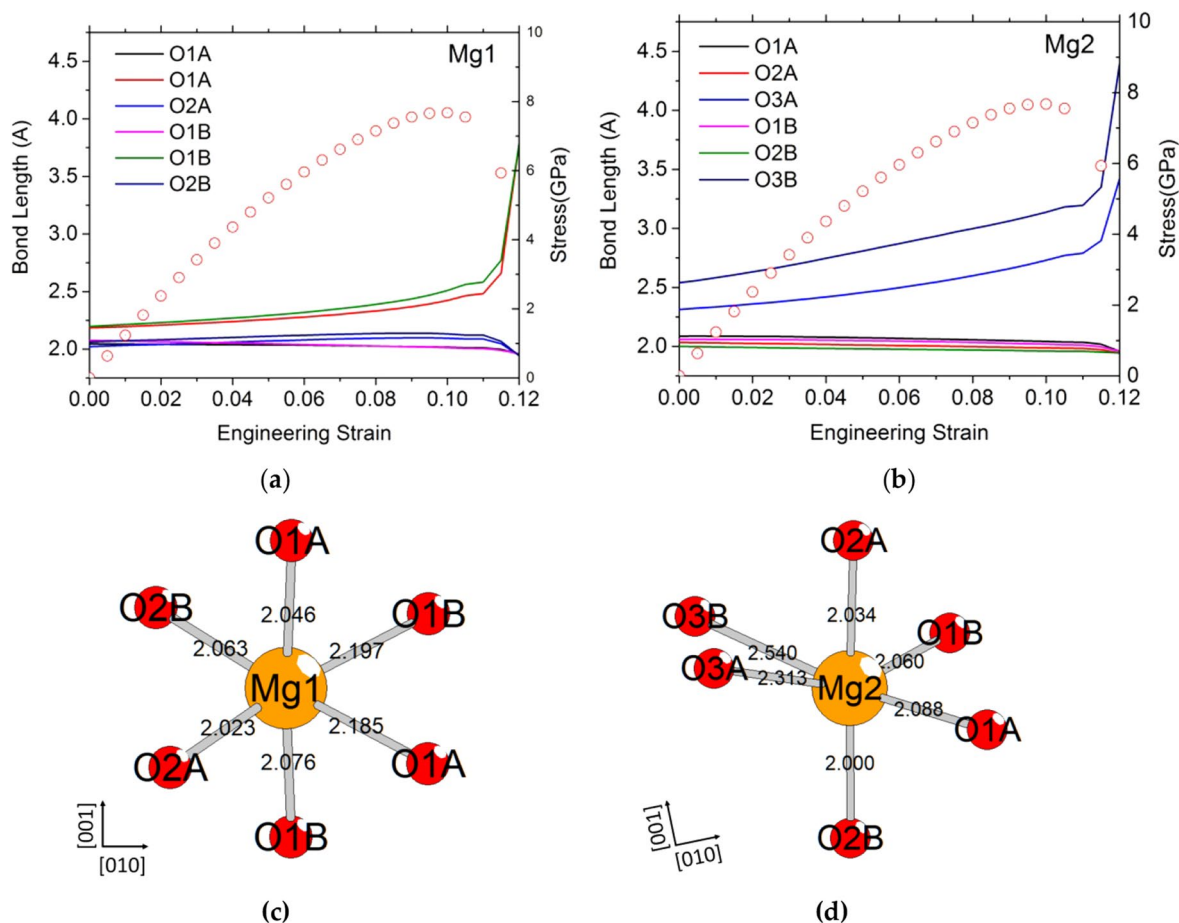 Mg1
O1A
O1A
O2A
O1B
O1B
O2B
Bond Length (A)
4.5
4.0
3.5
3.0
2.5
2.0
10
8
6
4
2
0
Stress(GPa)
0.00 0.02 0.04 0.06 0.08 0.10 0.12
Engineering Strain
(a)
Mg2
O1A
O2A
O3A
O1B
O2B
O3B
Bond Length (A)
4.5
4.0
3.5
3.0
2.5
2.0
10
8
6
4
2
0
Stress(GPa)
0.00 0.02 0.04 0.06 0.08 0.10 0.12
Engineering Strain
(b)
O1A
O2B
O1B
2.046
2.063
2.197
Mg1
2.023
2.185
2.076
O2A
O1A
O1B
[001]
[010]
(c)
O2A
O3B
O1B
2.034
2.540
2.060
O3A
2.313
Mg2
2.088
O1A
2.000
O2B
[001]
[010]
(d)